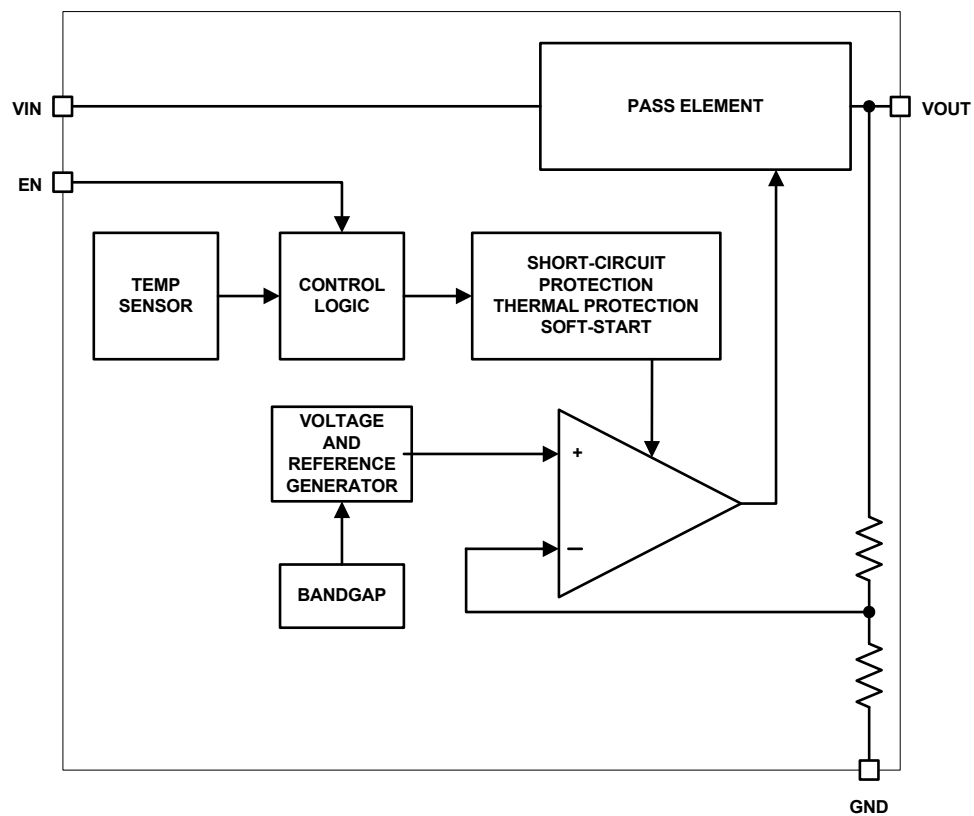 VIN
PASS ELEMENT
VOUT
EN
TEMP
SENSOR
CONTROL
LOGIC
SHORT-CIRCUIT
PROTECTION
THERMAL PROTECTION
SOFT-START
VOLTAGE
AND
REFERENCE
GENERATOR
+
−
BANDGAP
GND